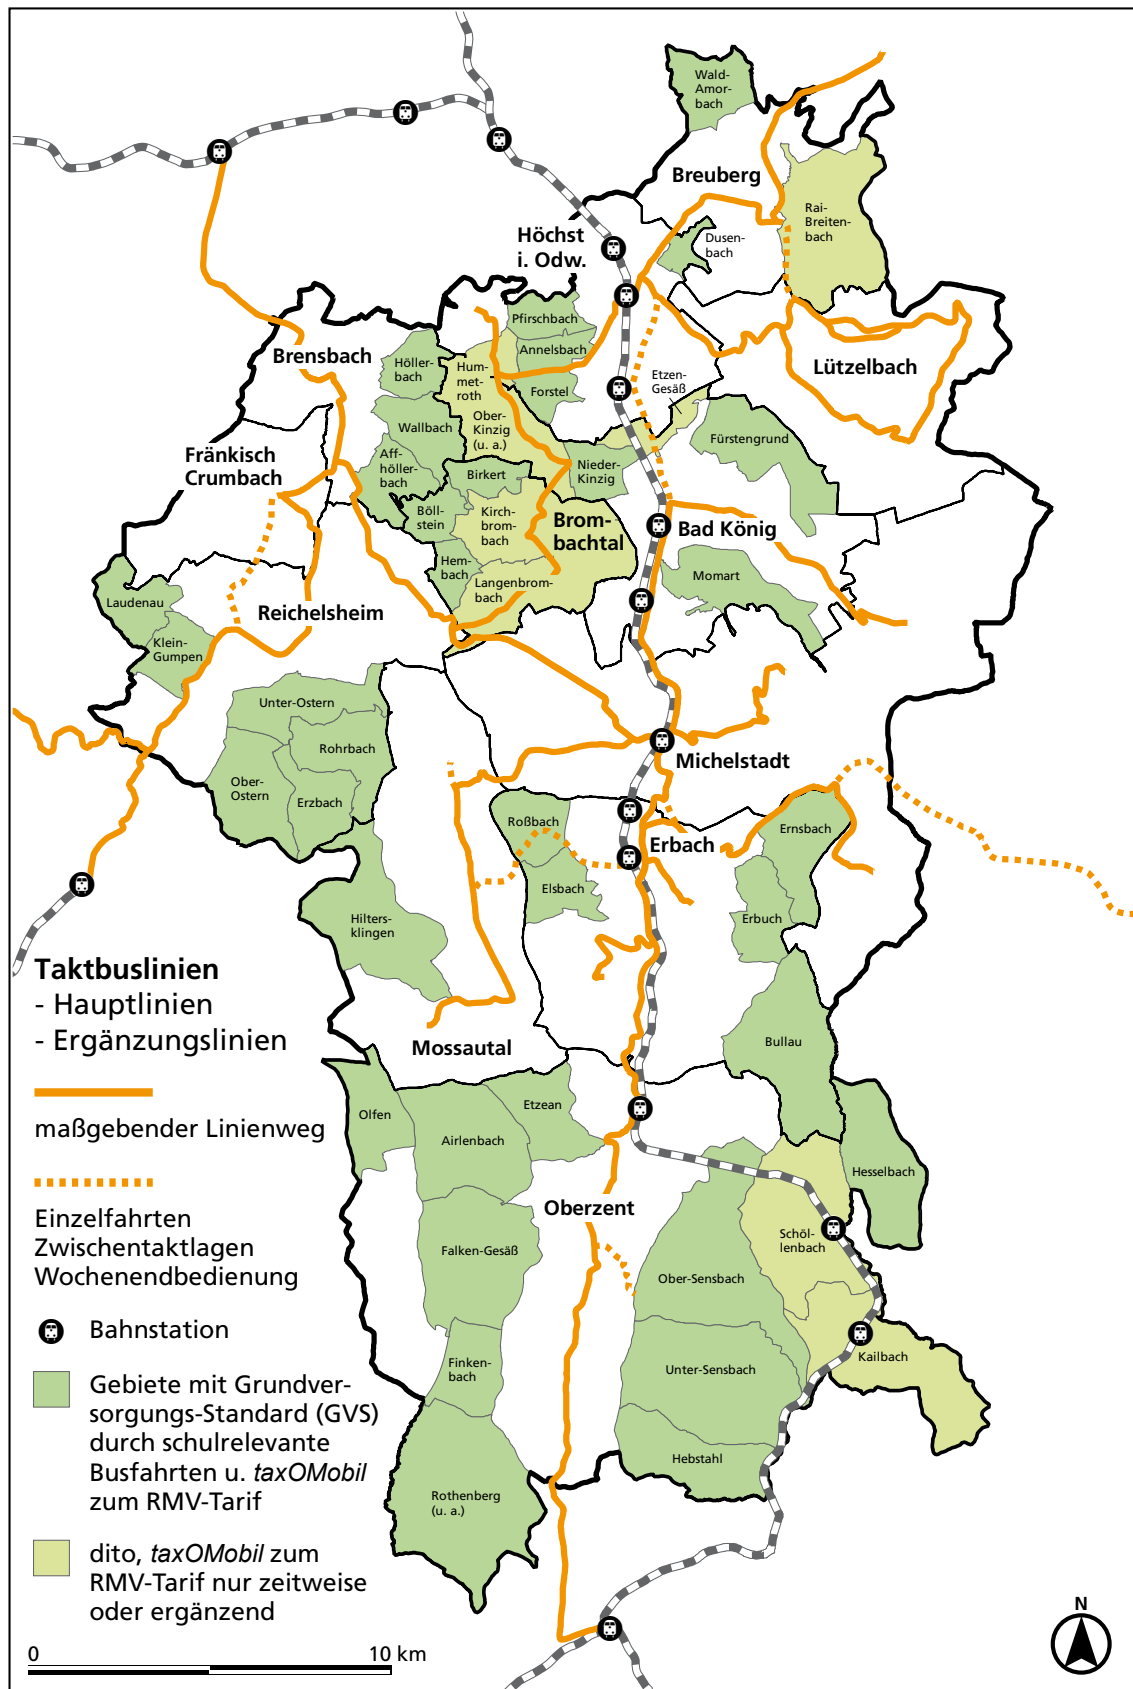 Wald-
Amor-
bach
Breuberg
Rai-
Breiten-
bach
Dusen-
bach
Höchst
i. Odw.
Pfirschbach
Annelsbach
Forstel
Brensbach
Höller-
bach
Hum-
met-
roth
Etzen-
Gesäß
Lützelbach
Ober-
Kinzig
(u. a.)
Wallbach
Fürstengrund
Fränkisch
Crumbach
Aff-
höller-
bach
Birkert
Nieder-
Kinzig
Böll-
stein
Kirch-
brom-
bach
Brom-
bachtal
Bad König
Hem-
bach
Langenbrom-
bach
Momart
Laudenau
Reichelsheim
Klein-
Gumpen
Unter-Ostern
Rohrbach
Ober-
Ostern
Erzbach
Michelstadt
Roßbach
Erbach
Ernsbach
Elsbach
Erbuch
Hilters-
klingen
Taktbuslinien
- Hauptlinien
- Ergänzungslinien
Mossautal
Bullau
maßgebender Linienweg
Olfen
Etzean
Airlenbach
Hesselbach
Oberzent
Einzelfahrten
Zwischentaktlagen
Wochenendbedienung
Falken-Gesäß
Schöl-
lenbach
Ober-Sensbach
Bahnstation
Finken-
bach
Unter-Sensbach
Kailbach
Gebiete mit Grundver-
sorgungs-Standard (GVS)
durch schulrelevante
Busfahrten u. taxOMobil
zum RMV-Tarif
Hebstahl
Rothenberg
(u. a.)
dito, taxOMobil zum
RMV-Tarif nur zeitweise
oder ergänzend
0 10 km
N